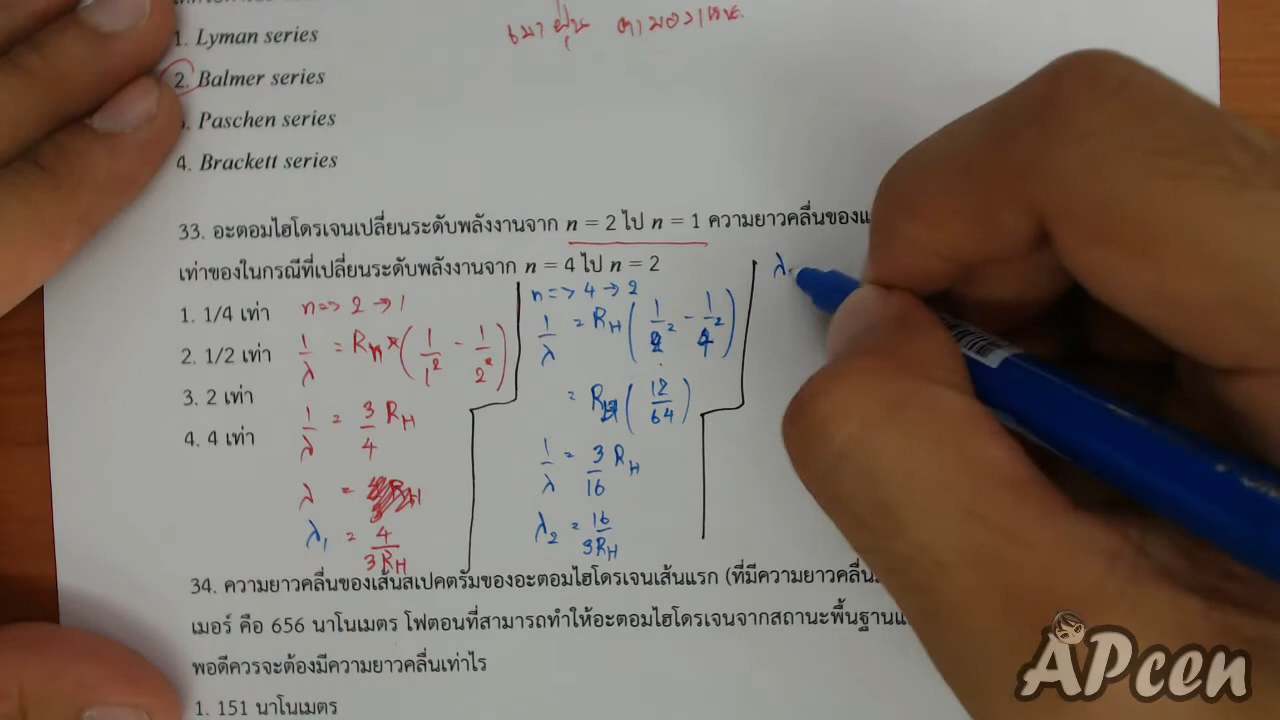 1. Lyman series
2. Balmer series
. Paschen series
4. Brackett series
33. อะตอมไฮโดรเจนเปลี่ยนระดับพลังงานจาก n = 2 ไป n = 1 ความยาวคลื่นของแ
เท่าของในกรณีที่เปลี่ยนระดับพลังงานจาก n = 4 ไป n = 2
1. 1/4 เท่า
2. 1/2 เท่า
3. 2 เท่า
4. 4 เท่า
n => 2 → 1
1/λ = R_H × (1/1² - 1/2²)
1/λ = 3/4 R_H
λ =
λ₁ = 4/3R_H
n => 4 → 2
1/λ = R_H (1/2² - 1/4²)
= R_H (12/64)
1/λ = 3/16 R_H
λ₂ = 16/3R_H
λ
34. ความยาวคลื่นของเส้นสเปคตรัมของอะตอมไฮโดรเจนเส้นแรก (ที่มีความยาวคลื่น
เมอร์ คือ 656 นาโนเมตร โฟตอนที่สามารถทำให้อะตอมไฮโดรเจนจากสถานะพื้นฐานแ
พอดีควรจะต้องมีความยาวคลื่นเท่าไร
1. 151 นาโนเมตร
APcen